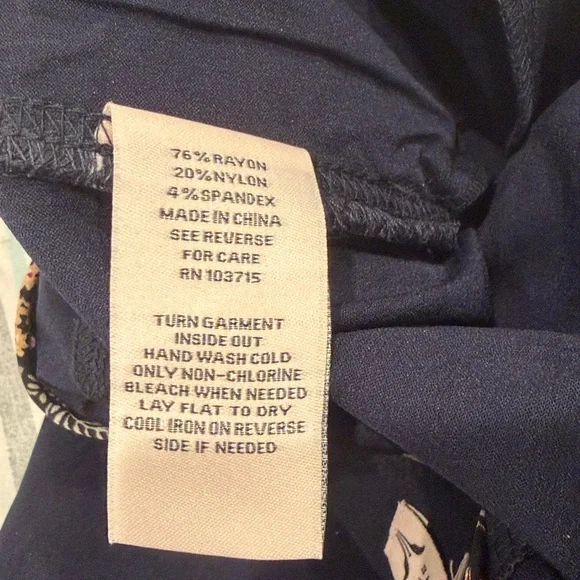 76% RAYON
20% NYLON
4% SPANDEX
MADE IN CHINA
SEE REVERSE
FOR CARE
RN 103715
TURN GARMENT
INSIDE OUT
HAND WASH COLD
ONLY NON-CHLORINE
BLEACH WHEN NEEDED
LAY FLAT TO DRY
COOL IRON ON REVERSE
SIDE IF NEEDED